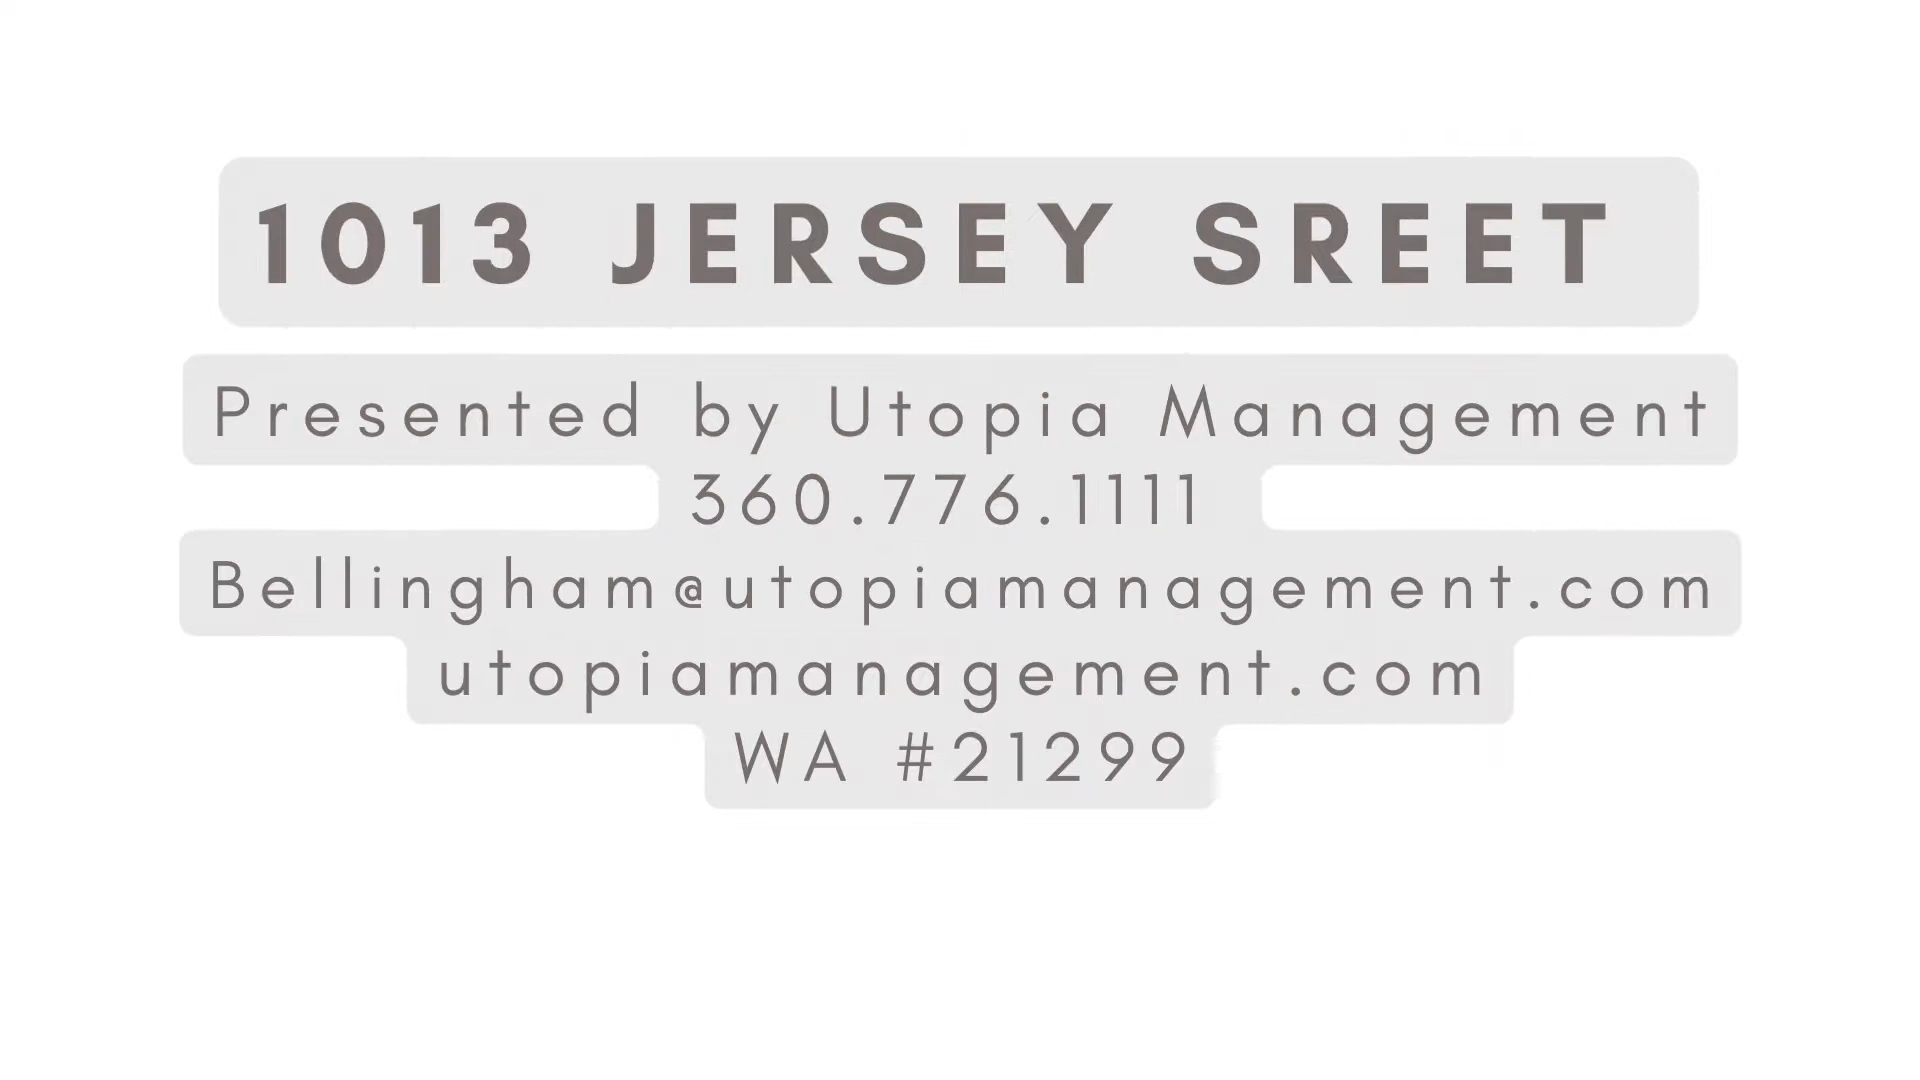 1013 JERSEY SREET
Presented by Utopia Management
360.776.1111
Bellingham@utopiamanagement.com
utopiamanagement.com
WA #21299